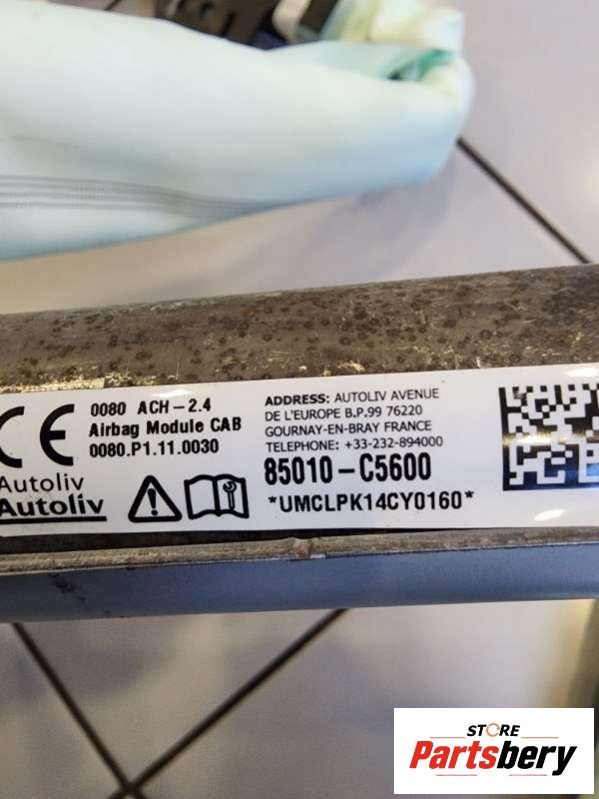 CE
0080 ACH-2.4
Airbag Module CAB
0080.P1.11.0030
Autoliv
Autoliv
ADDRESS: AUTOLIV AVENUE
DE L'EUROPE B.P.99 76220
GOURNAY-EN-BRAY FRANCE
TELEPHONE: +33-232-894000
85010-C5600
*UMCLPK14CY0160*
STORE
Partsbery